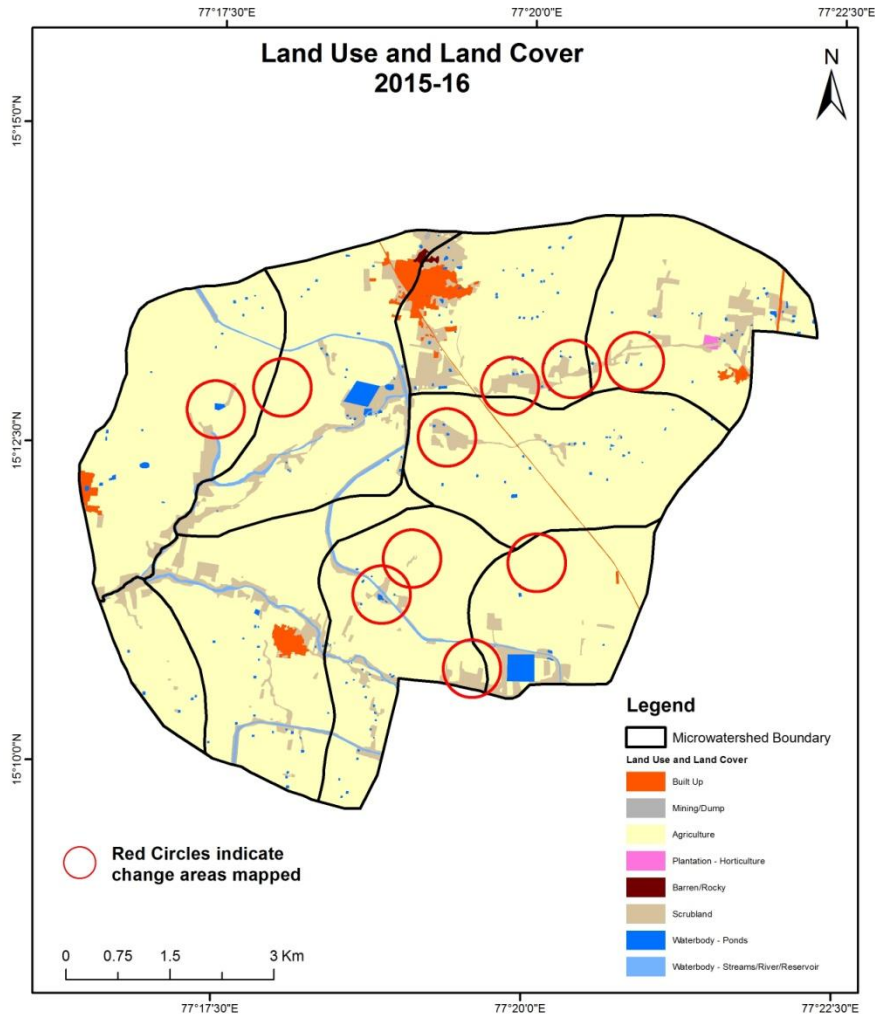 77°17'30"E
77°20'0"E
77°22'30"E
Land Use and Land Cover
2015-16
N
15°15'0"N
15°12'30"N
15°10'0"N
Legend
Microwatershed Boundary
Land Use and Land Cover
Built Up
Mining/Dump
Agriculture
Plantation - Horticulture
Barren/Rocky
Scrubland
Waterbody - Ponds
Waterbody - Streams/River/Reservoir
Red Circles indicate
change areas mapped
0 0.75 1.5 3 Km
77°17'30"E
77°20'0"E
77°22'30"E